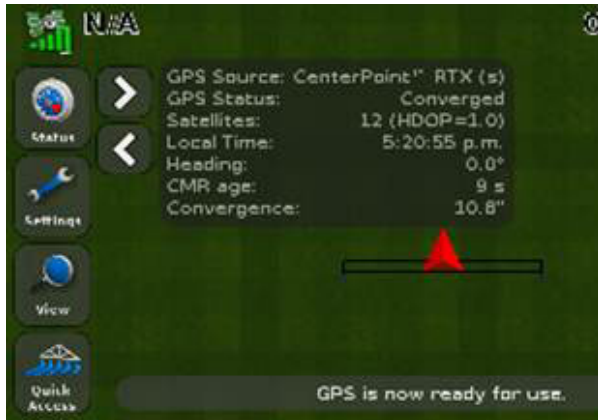 N/A
GPS Source: CenterPoint™ RTX (s)
GPS Status: Converged
Satellites: 12 (HDOP=1.0)
Local Time: 5:20:55 p.m.
Heading: 0.0°
CMR age: 9 s
Convergence: 10.8"
Status
Settings
View
Quick
Access
GPS is now ready for use.